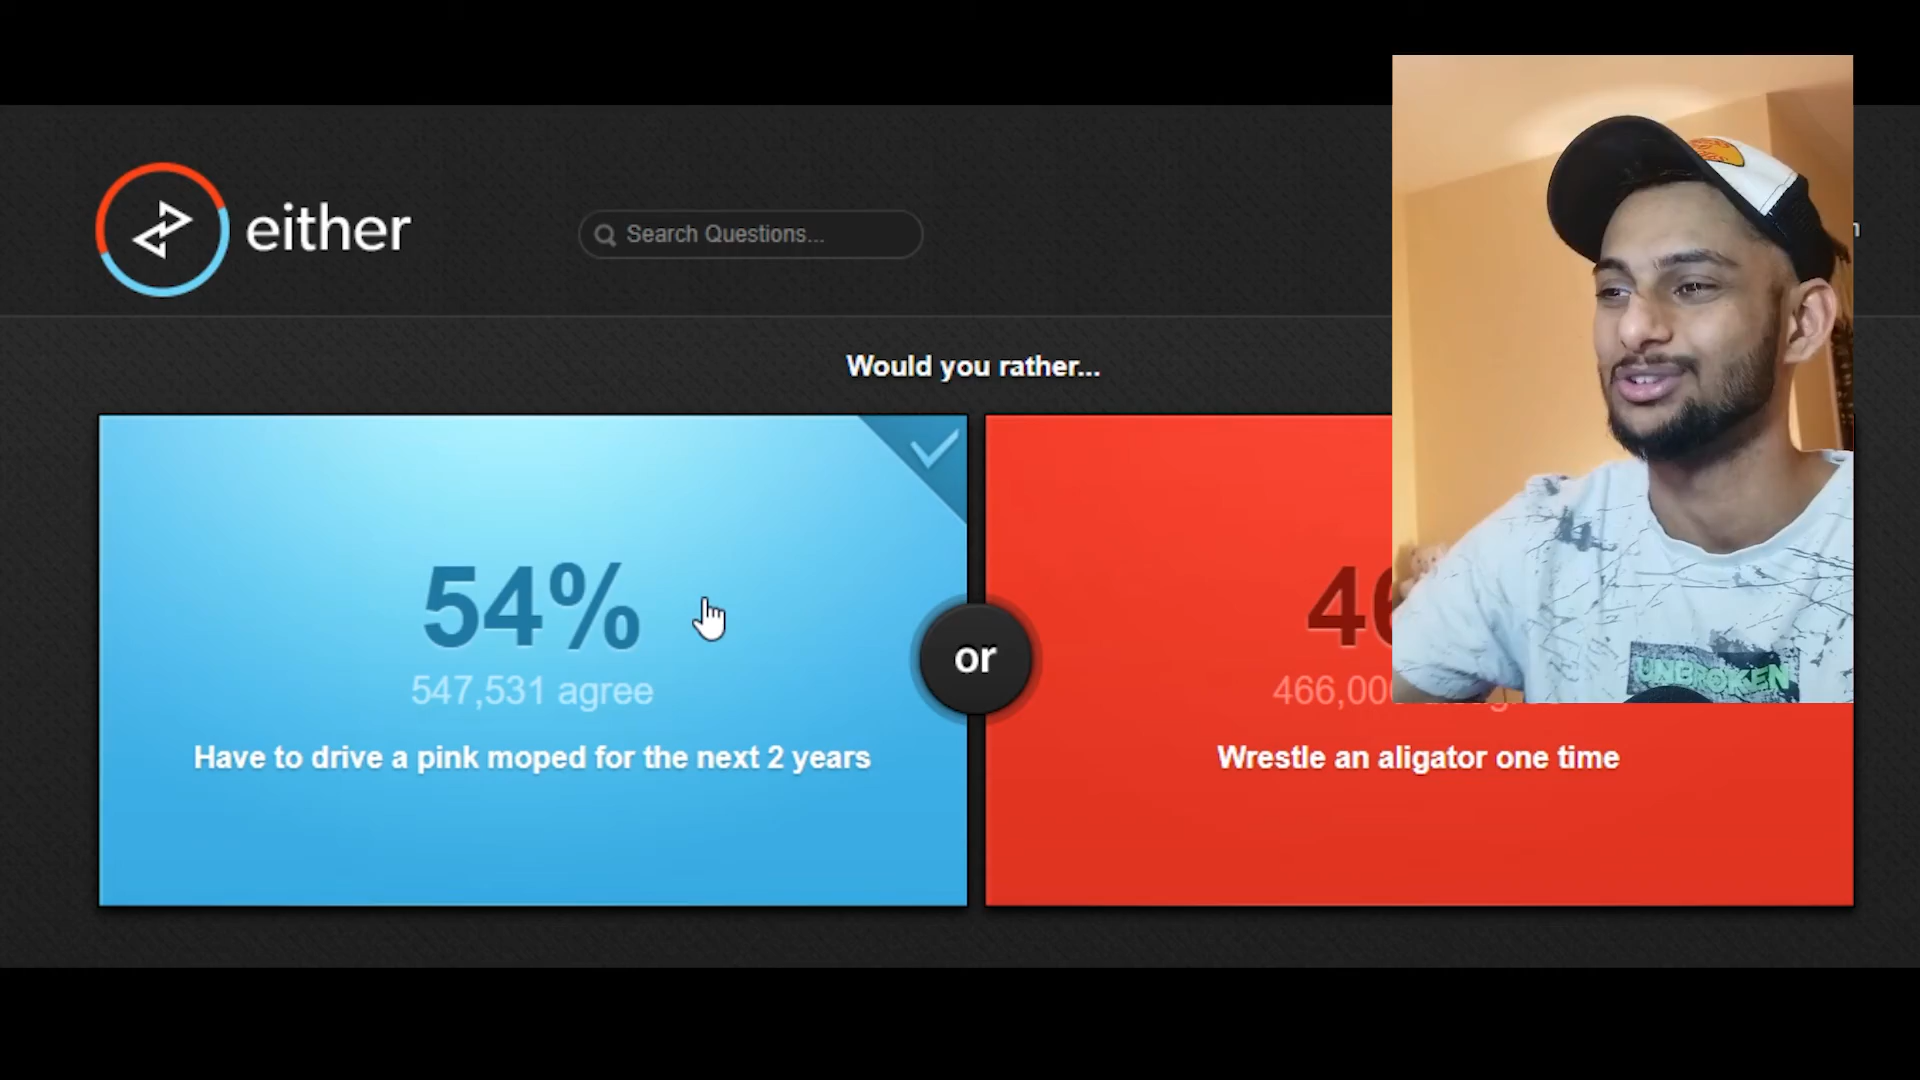 either
Search Questions...
Would you rather...
54%
547,531 agree
Have to drive a pink moped for the next 2 years
or
Wrestle an aligator one time
UNBROKEN